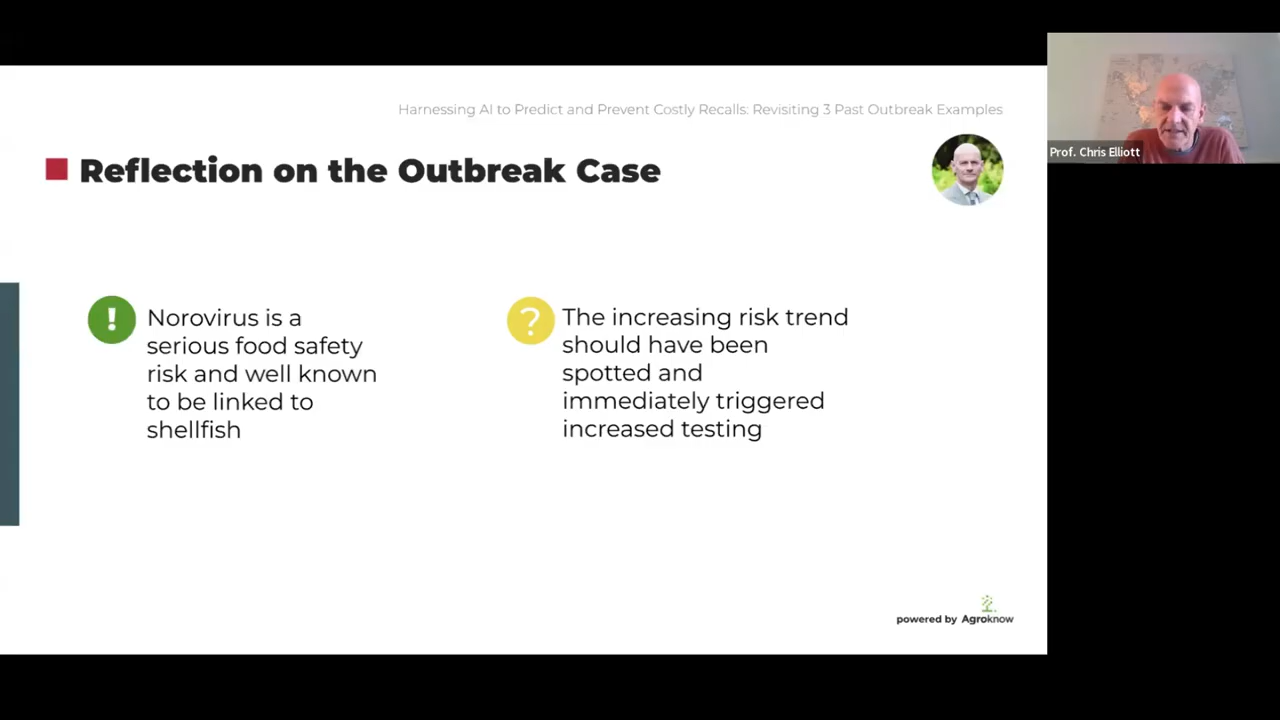 Harnessing AI to Predict and Prevent Costly Recalls: Revisiting 3 Past Outbreak Examples
Reflection on the Outbreak Case
Prof. Chris Elliott
!
Norovirus is a
serious food safety
risk and well known
to be linked to
shellfish
?
The increasing risk trend
should have been
spotted and
immediately triggered
increased testing
powered by Agroknow